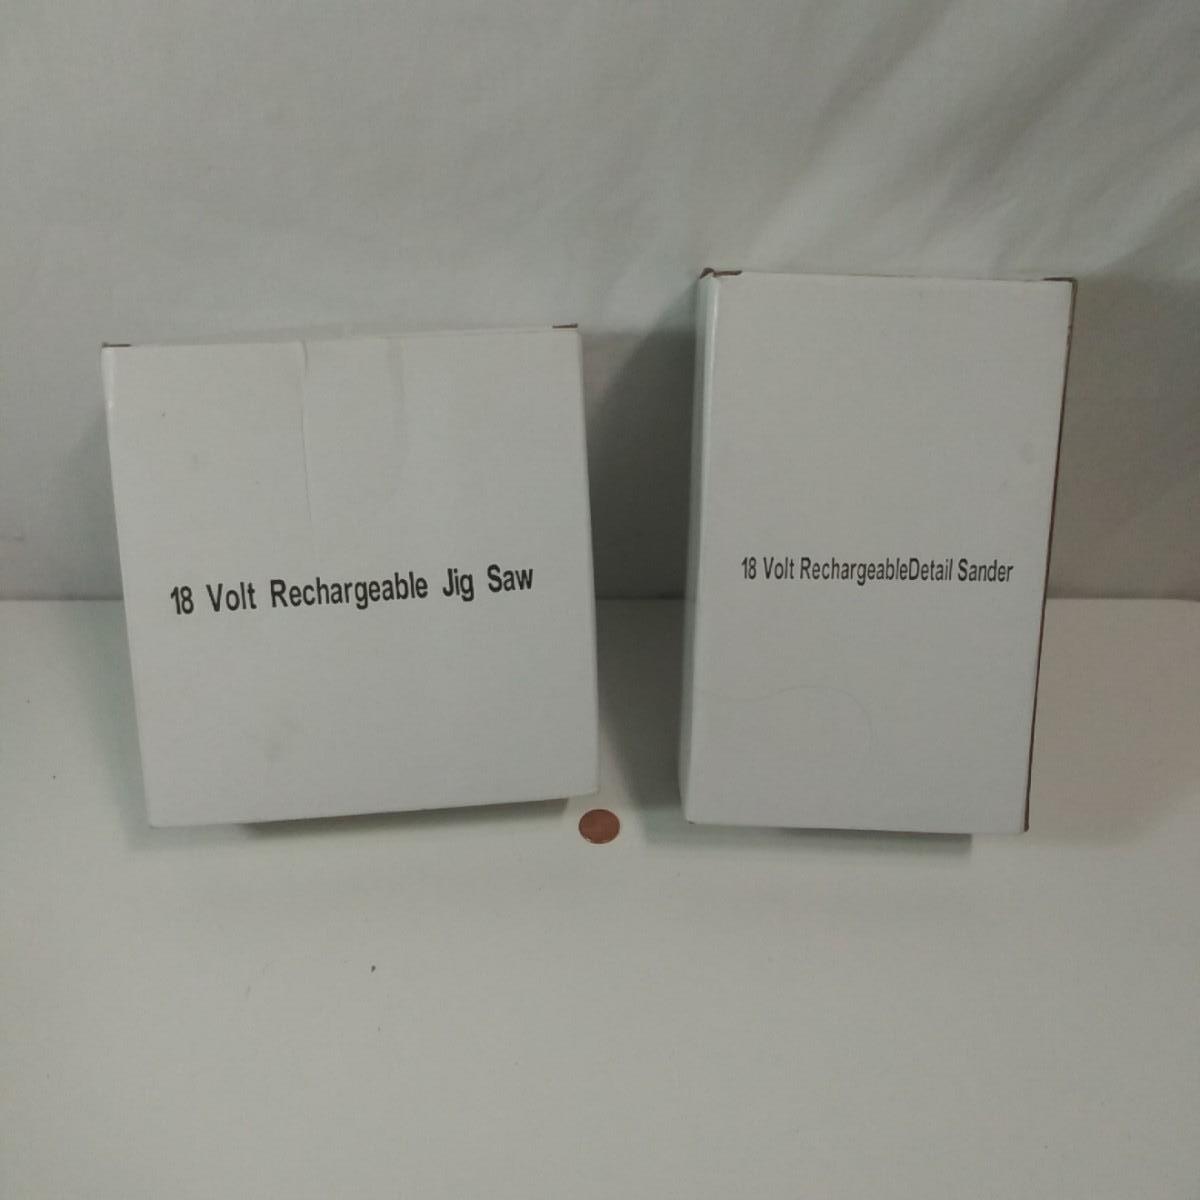 18 Volt Rechargeable Jig Saw
18 Volt RechargeableDetail Sander